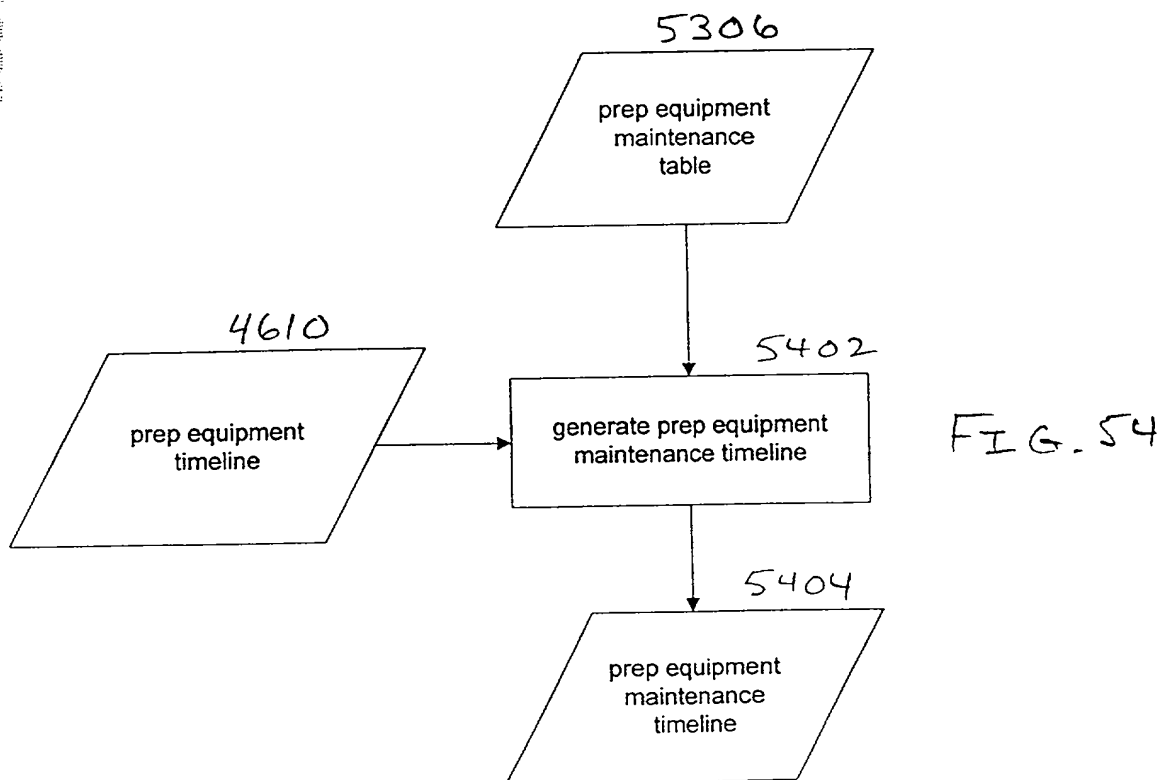 5306
prep equipment
maintenance
table
4610
prep equipment
timeline
5402
generate prep equipment
maintenance timeline
FIG. 54
5404
prep equipment
maintenance
timeline